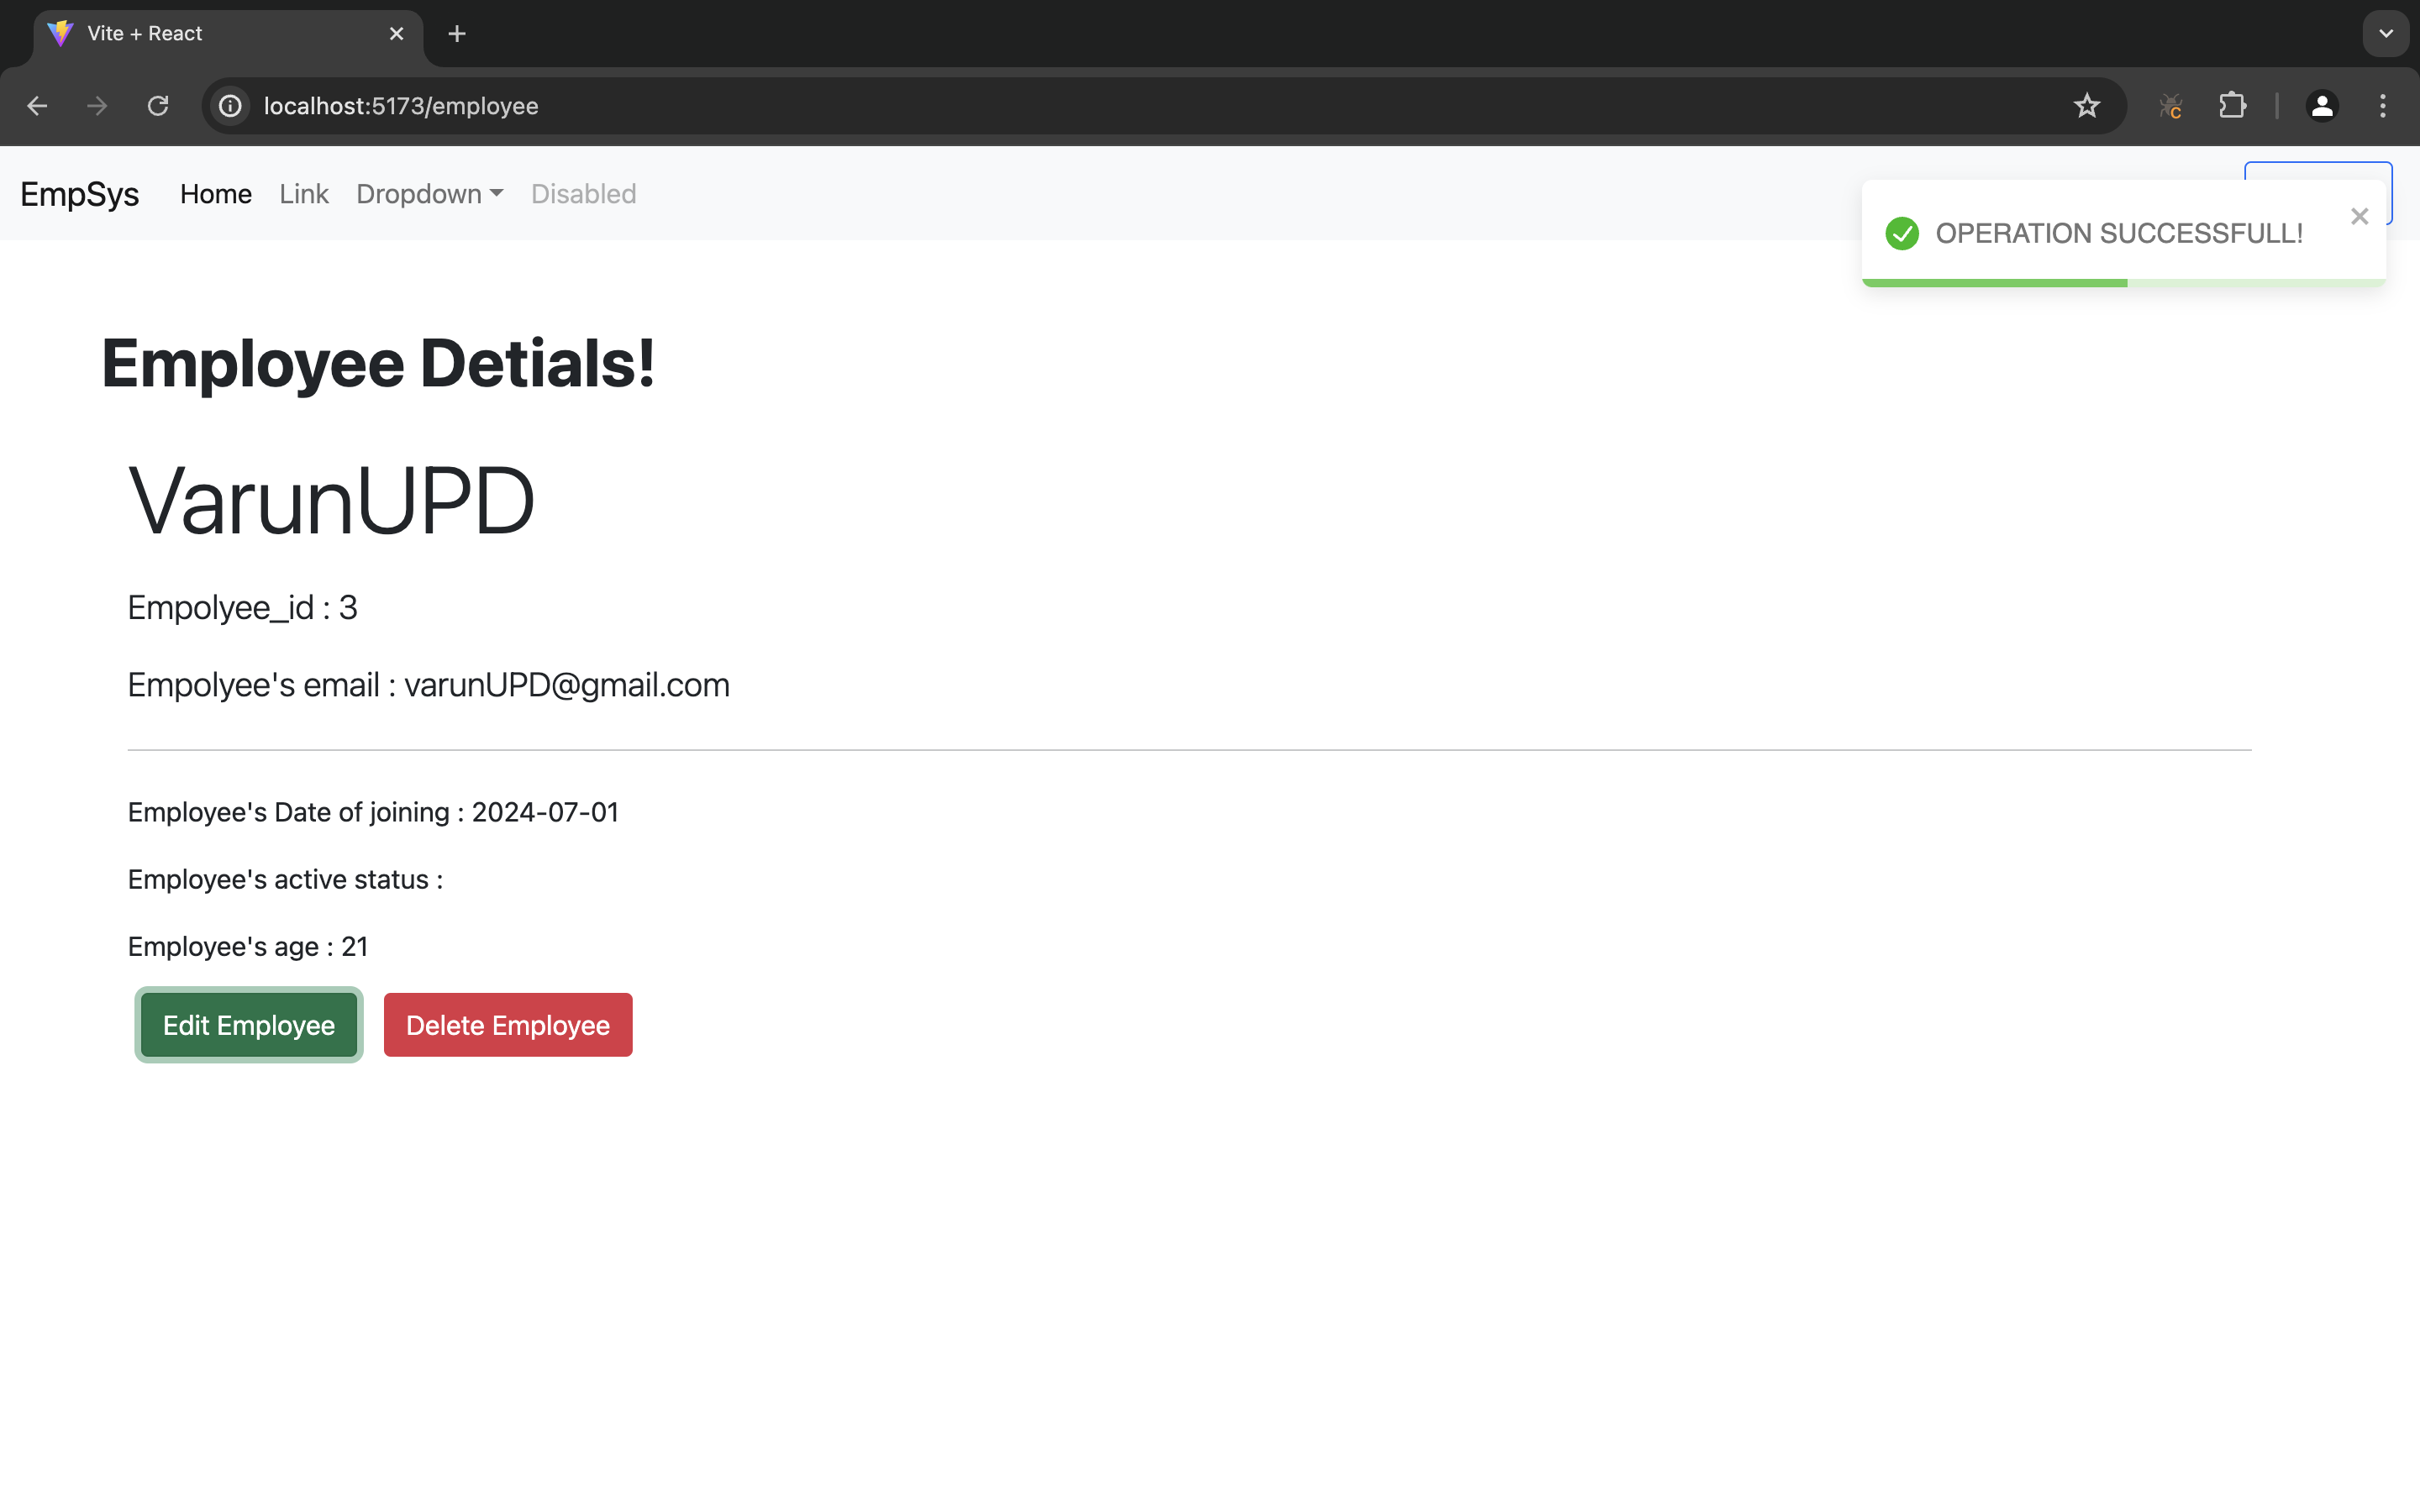 Vite + React
localhost:5173/employee
EmpSys Home Link Dropdown Disabled
OPERATION SUCCESSFULL!
Employee Detials!
VarunUPD
Empolyee_id : 3
Empolyee's email : varunUPD@gmail.com
Employee's Date of joining : 2024-07-01
Employee's active status :
Employee's age : 21
Edit Employee Delete Employee